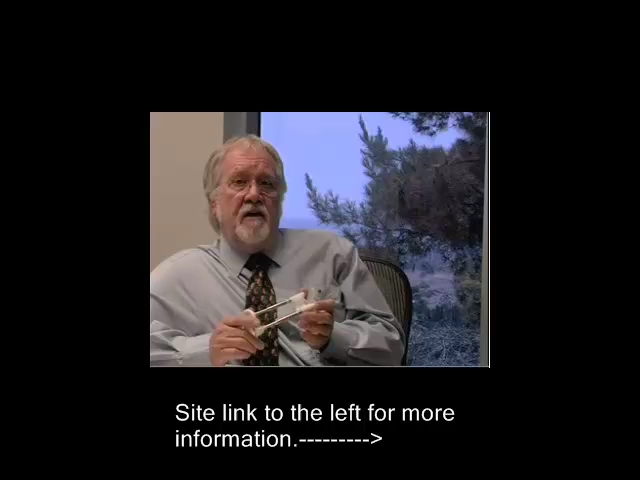 Site link to the left for more
information.--------->